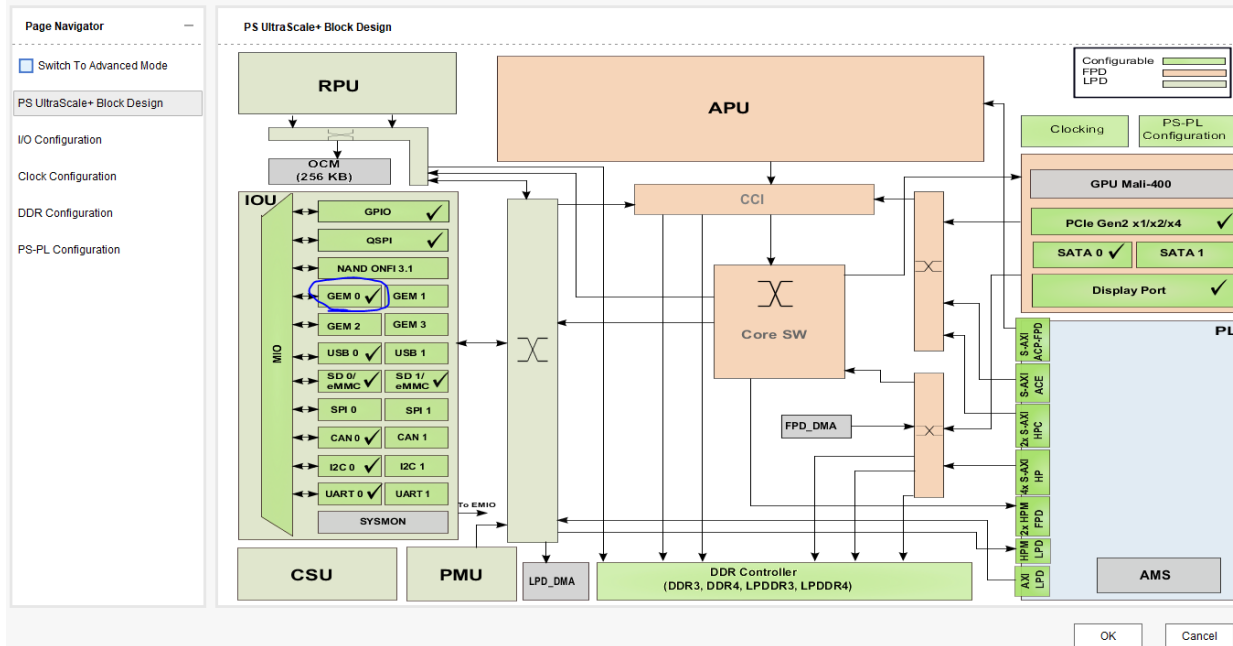 Page Navigator
Switch To Advanced Mode
PS UltraScale+ Block Design
I/O Configuration
Clock Configuration
DDR Configuration
PS-PL Configuration
PS UltraScale+ Block Design
Configurable
FPD
LPD
RPU
APU
Clocking
PS-PL
Configuration
OCM
(256 KB)
GPU Mali-400
IOU
CCI
GPIO
PCIe Gen2 x1/x2/x4
QSPI
SATA 0
SATA 1
NAND ONFI 3.1
Display Port
GEM 0
GEM 1
GEM 2
GEM 3
Core SW
PL
MIO
USB 0
USB 1
S-AXI
ACP-FPD
SD 0/
eMMC
SD 1/
eMMC
S-AXI
ACE
SPI 0
SPI 1
2x S-AXI
HPC
FPD_DMA
CAN 0
CAN 1
I2C 0
I2C 1
4x S-AXI
HP
UART 0
UART 1
To EMIO
2x HPM
FPD
SYSMON
HPM
LPD
CSU
PMU
LPD_DMA
DDR Controller
(DDR3, DDR4, LPDDR3, LPDDR4)
AXI
LPD
AMS
OK
Cancel